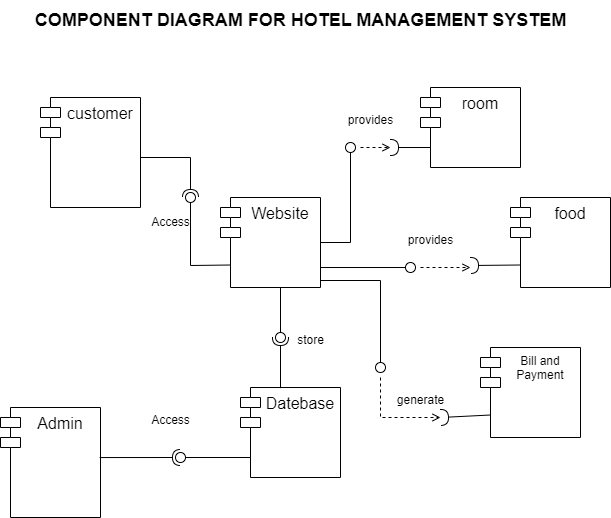 COMPONENT DIAGRAM FOR HOTEL MANAGEMENT SYSTEM
customer
room
provides
Access
Website
food
provides
store
Bill and
Payment
generate
Datebase
Admin
Access